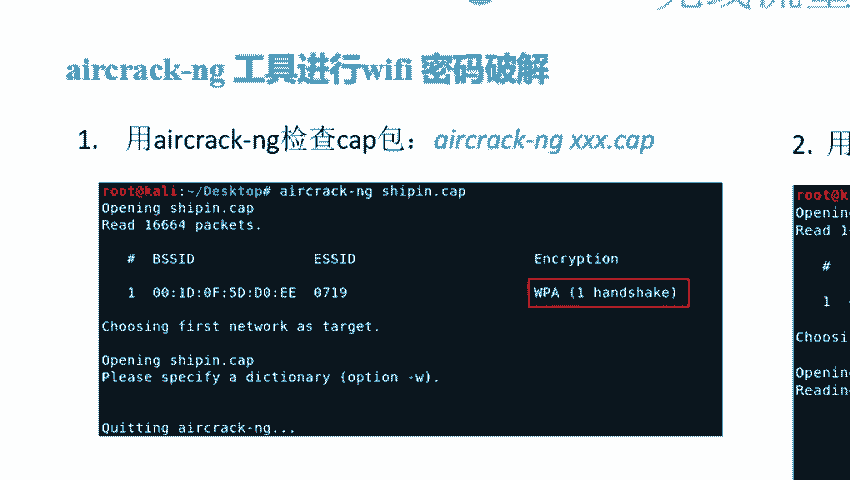 无线流量
aircrack-ng 工具进行wifi 密码破解
1. 用aircrack-ng检查cap包：aircrack-ng xxx.cap
root@kali:~/Desktop# aircrack-ng shipin.cap
Opening shipin.cap
Read 16664 packets.
# BSSID ESSID Encryption
1 00:1D:0F:5D:D0:EE 0719 WPA (1 handshake)
Choosing first network as target.
Opening shipin.cap
Please specify a dictionary (option -w).
Quitting aircrack-ng...
2. 用
root@k
Openin
Read 1
#
1
Choosi
Openin
Readin